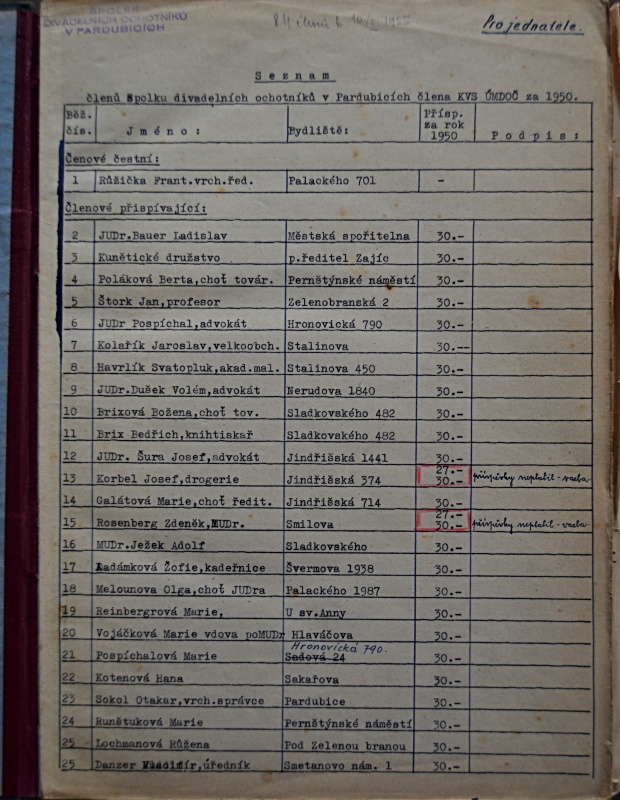 SPOLEK
DIVADELNÍCH OCHOTNÍKŮ
V PARDUBICÍCH
84 členů k 1985
Pro jednatele.
Seznam
členů Spolku divadelních ochotníků v Pardubicích člena KVS ÚMDOČ za 1950.
Běž. čís. Jméno: Bydliště: Přísp. za rok 1950 Podpis:
Čenové čestní:
1 Růžička Frant.vrch.řed. Palackého 701 -
Členové přispívající:
2 JUDr.Bauer Ladislav Městská spořitelna 30.-
3 Kunětické družstvo p.ředitel Zajíc 30.-
4 Poláková Berta,choť továr. Pernštýnské náměstí 30.-
5 Štork Jan,profesor Zelenobranská 2 30.-
6 JUDr Pospíchal,advokát Hronovická 790 30.-
7 Kolařík Jaroslav,velkoobch. Stalinova 30.--
8 Havrlík Svatopluk,akad.mal. Stalinova 450 30.-
9 JUDr.Dušek Volém,advokát Nerudova 1840 30.-
10 Brixová Božena,choť tov. Sladkovského 482 30.-
11 Brix Bedřich,knihtiskař Sladkovského 482 30.-
12 JUDr. Šura Josef,advokát Jindřišská 1441 30.-
13 Korbel Josef,drogerie Jindřišská 374 27.- 30.- příspěvky neplatil - vazba
14 Galátová Marie,choť ředit. Jindřišská 714 30.-
15 Rosenberg Zdeněk,MUDr. Smilova 27.- 30.- příspěvky neplatil - vazba
16 MUDr.Ježek Adolf Sladkovského 30.-
17 Ladámková Žofie,kadeřnice Švermova 1938 30.-
18 Melounova Olga,choť JUDra Palackého 1987 30.-
19 Reinbergrová Marie, U sv.Anny 30.-
20 Vojáčková Marie vdova poMUDr Hlaváčova 30.-
21 Pospíchalová Marie Sadová 24 Hronovická 790. 30.-
22 Kotenová Hana Sakařova 30.-
23 Sokol Otakar,vrch.správce Pardubice 30.-
24 Runštuková Marie Pernštýnské náměstí 30.-
25 Lochmanová Růžena Pod Zelenou branou 30.-
25 Danzer Vladimír,úředník Smetanovo nám. 1 30.-